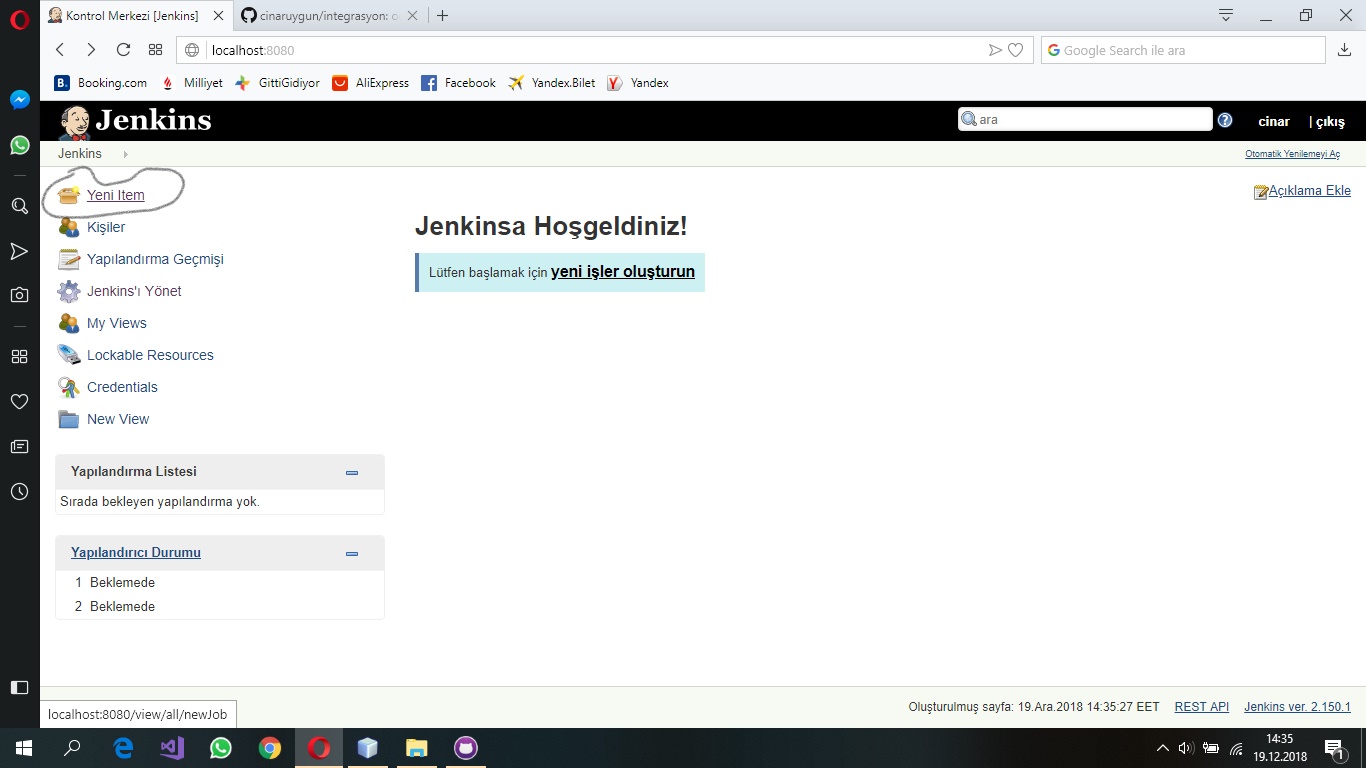 Kontrol Merkezi [Jenkins]
cinaruygun/integrasyon: o
localhost:8080
Google Search ile ara
B. Booking.com
Milliyet
GittiGidiyor
AliExpress
Facebook
Yandex.Bilet
Yandex
Jenkins
ara
cinar
| çıkış
Jenkins
Otomatik Yenilemeyi Aç
Yeni Item
Açıklama Ekle
Kişiler
Yapılandırma Geçmişi
Jenkins'ı Yönet
My Views
Lockable Resources
Credentials
New View
Jenkinsa Hoşgeldiniz!
Lütfen başlamak için yeni işler oluşturun
Yapılandırma Listesi
Sırada bekleyen yapılandırma yok.
Yapılandırıcı Durumu
1 Beklemede
2 Beklemede
Oluşturulmuş sayfa: 19.Ara.2018 14:35:27 EET
REST API
Jenkins ver. 2.150.1
localhost:8080/view/all/newJob
14:35
19.12.2018
1